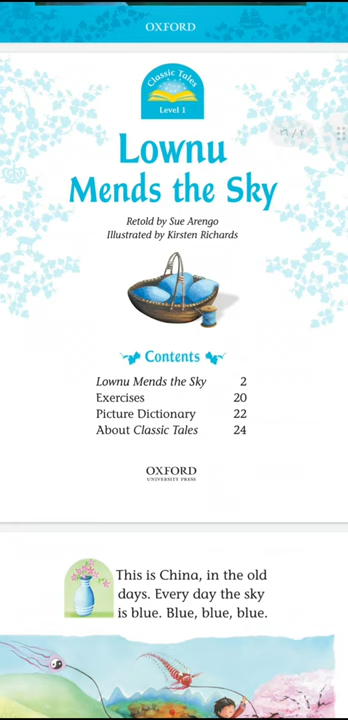 OXFORD
Classic Tales
Level 1
Lownu
Mends the Sky
Retold by Sue Arengo
Illustrated by Kirsten Richards
Contents
Lownu Mends the Sky 2
Exercises 20
Picture Dictionary 22
About Classic Tales 24
OXFORD
UNIVERSITY PRESS
This is China, in the old
days. Every day the sky
is blue. Blue, blue, blue.